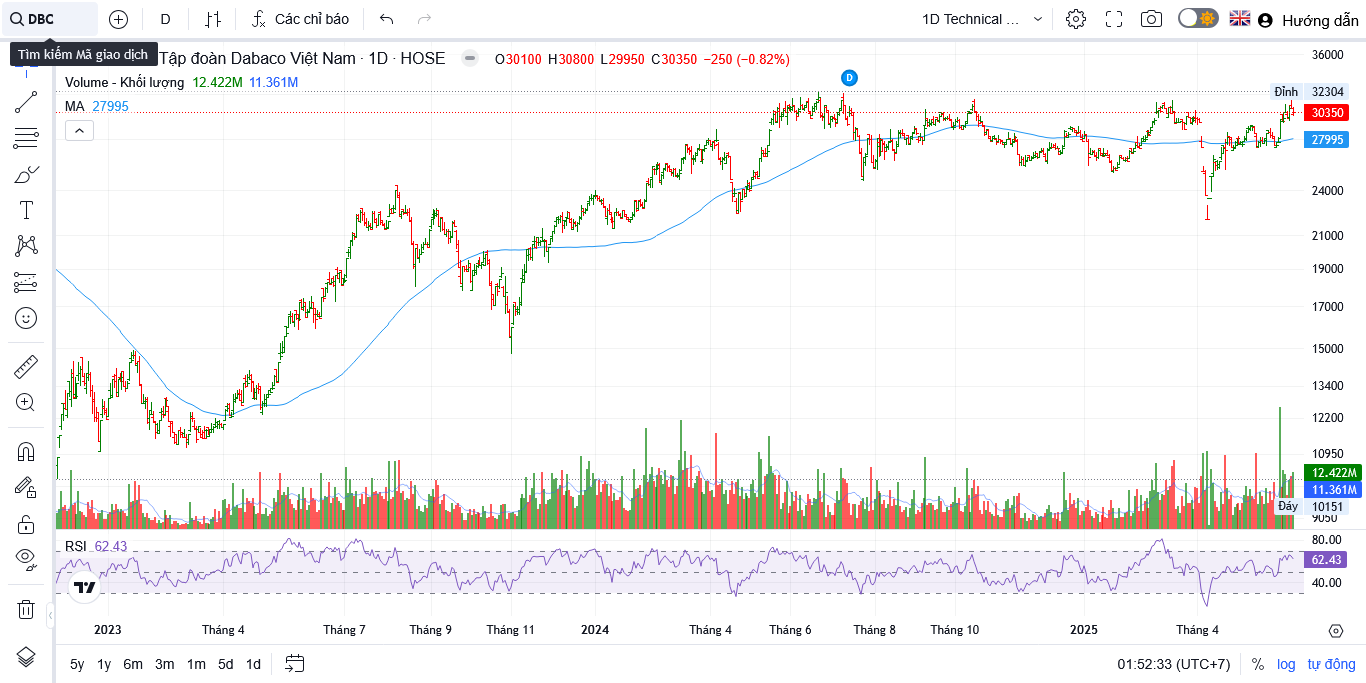 DBC D Các chỉ báo 1D Technical ... Hướng dẫn
Tìm kiếm Mã giao dịch
Tập đoàn Dabaco Việt Nam · 1D · HOSE O30100 H30800 L29950 C30350 −250 (−0.82%)
Volume - Khối lượng 12.422M 11.361M
MA 27995
D
36000
Đỉnh 32304
30350
27995
24000
21000
19000
17000
15000
13400
12200
10950
12.422M
11.361M
Đáy 10151
9050
RSI 62.43
80.00
62.43
40.00
2023 Tháng 4 Tháng 7 Tháng 9 Tháng 11 2024 Tháng 4 Tháng 6 Tháng 8 Tháng 10 2025 Tháng 4
5y 1y 6m 3m 1m 5d 1d 01:52:33 (UTC+7) % log tự động